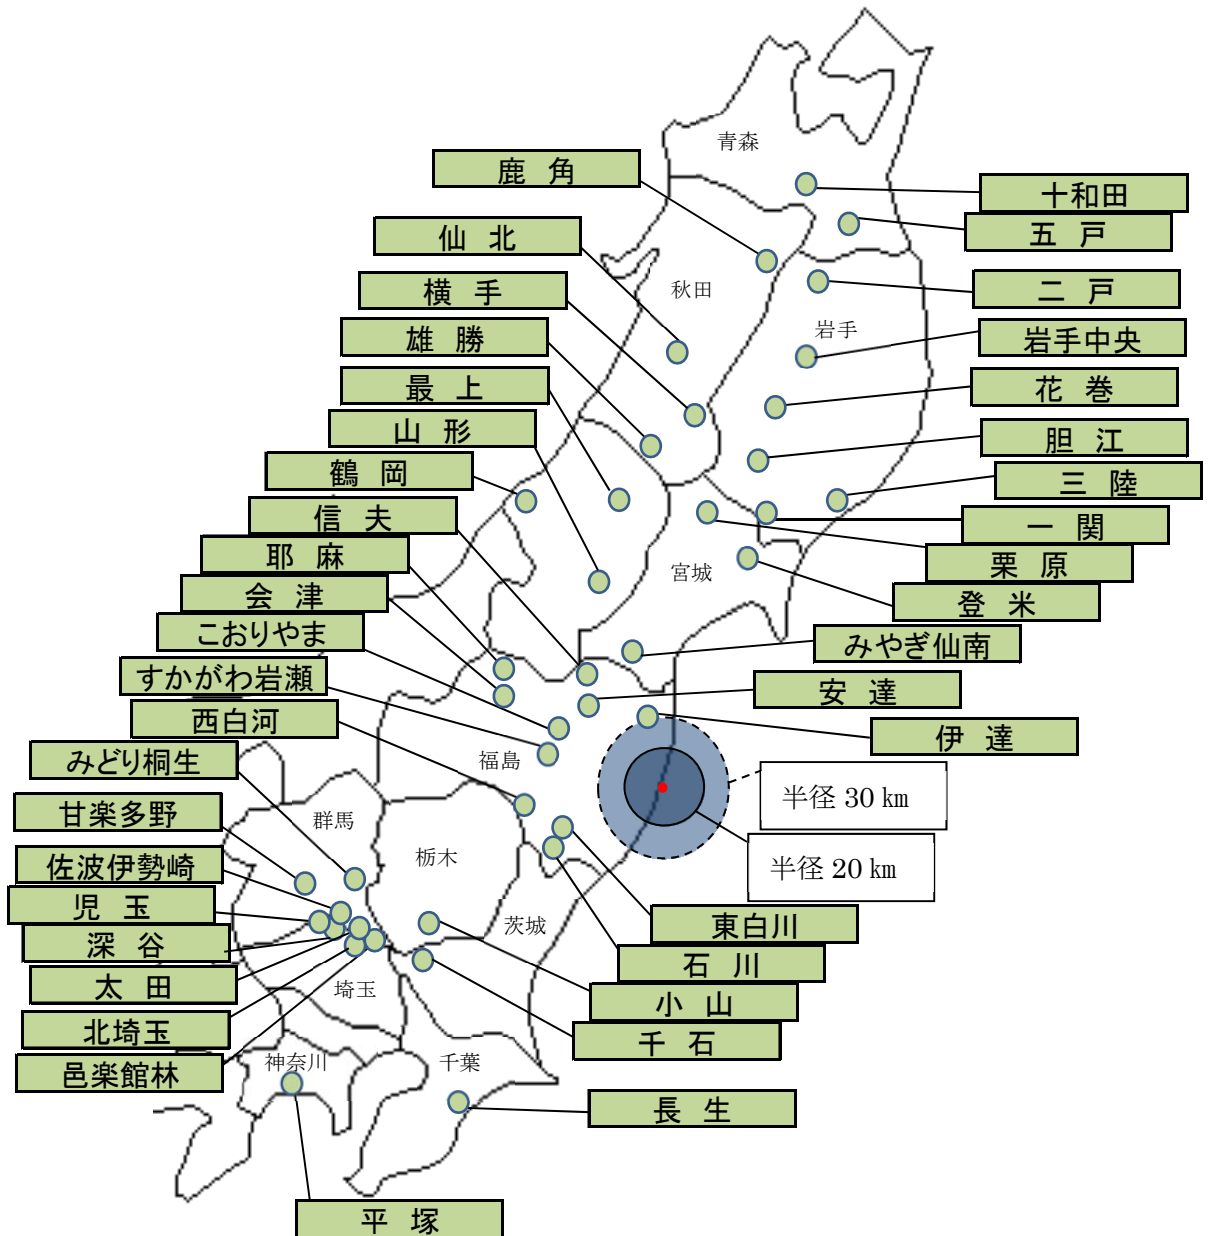 青森
鹿 角
十和田
五 戸
仙 北
二 戸
横 手
秋田
岩手
雄 勝
岩手中央
最 上
花 巻
山 形
胆 江
鶴 岡
三 陸
信 夫
一 関
耶 麻
栗 原
宮城
会 津
登 米
こおりやま
みやぎ仙南
すかがわ岩瀬
安 達
西白河
伊 達
みどり桐生
福島
半径 30 ㎞
甘楽多野
群馬
栃木
半径 20 ㎞
佐波伊勢崎
児 玉
茨城
東白川
深 谷
石 川
太 田
埼玉
小 山
北埼玉
千 石
邑楽館林
神奈川
千葉
長 生
平 塚